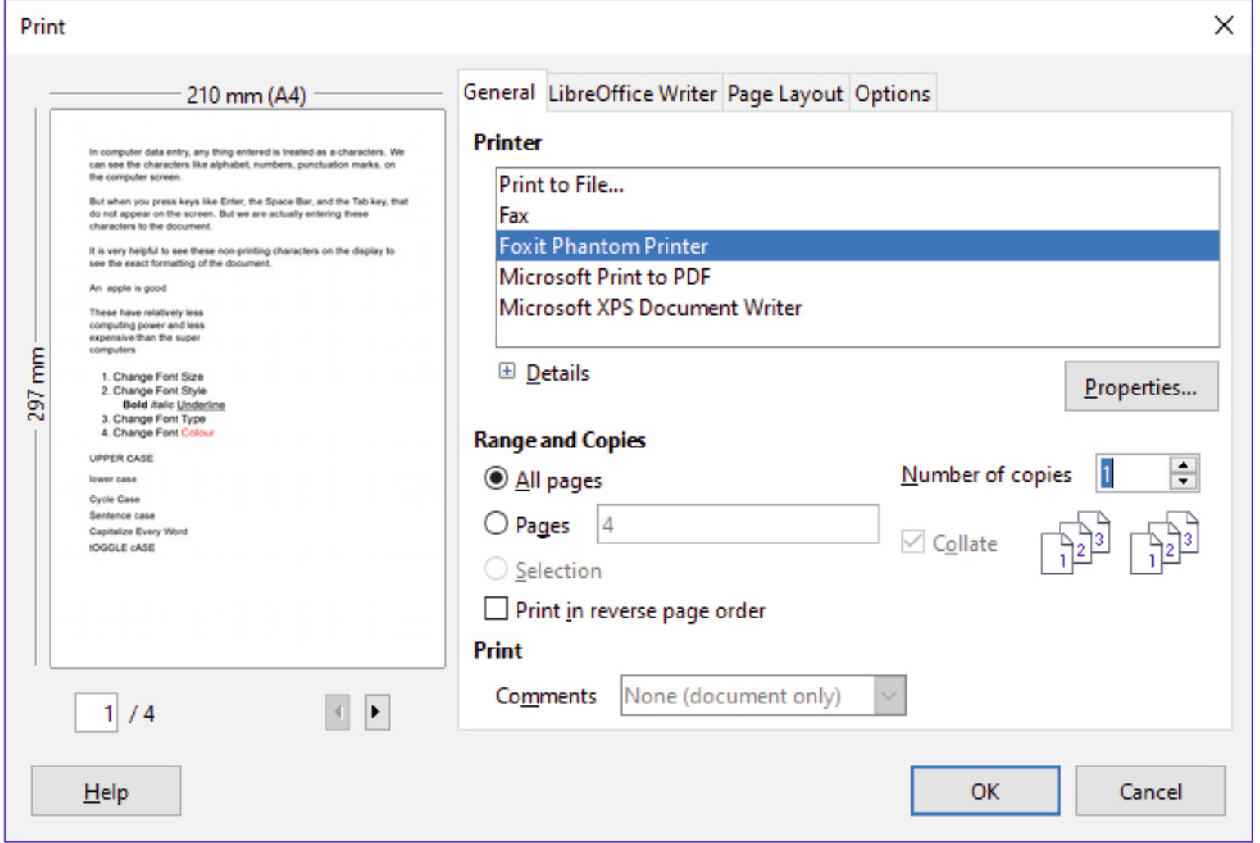 Print
210 mm (A4)
297 mm
In computer data entry, any thing entered is treated as a characters. We
can see the characters like alphabet, numbers, punctuation marks, on
the computer screen.
But when you press keys like Enter, the Space Bar, and the Tab key, that
do not appear on the screen. But we are actually entering these
characters to the document.
It is very helpful to see these non-printing characters on the display to
see the exact formatting of the document.
An apple is good
These have relatively less
computing power and less
expensive than the super
computers
1. Change Font Size
2. Change Font Style
Bold Italic Underline
3. Change Font Type
4. Change Font Colour
UPPER CASE
lower case
Cycle Case
Sentence case
Capitalize Every Word
tOGGLE cASE
1 / 4
General LibreOffice Writer Page Layout Options
Printer
Print to File...
Fax
Foxit Phantom Printer
Microsoft Print to PDF
Microsoft XPS Document Writer
Details
Properties...
Range and Copies
All pages
Pages 4
Selection
Print in reverse page order
Number of copies 1
Collate
1 2 3 1 2 3
Print
Comments None (document only)
Help
OK Cancel